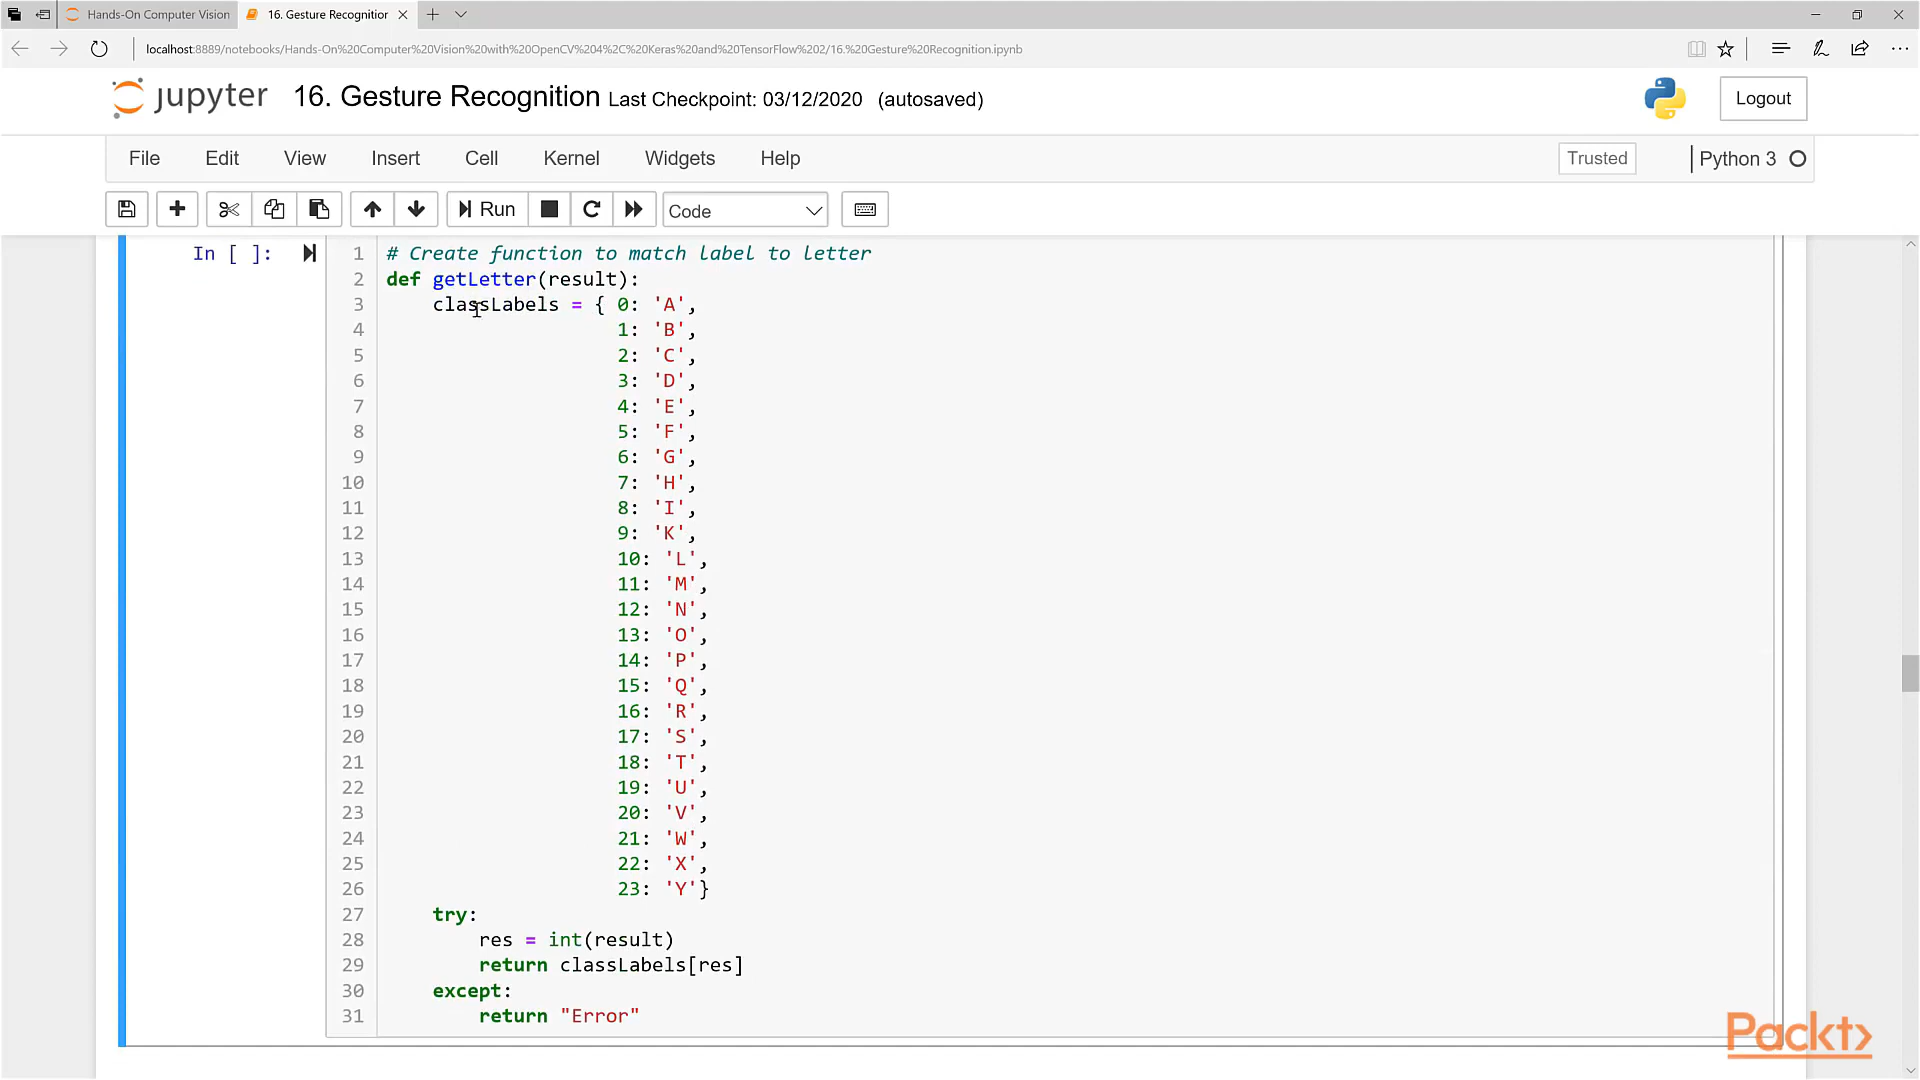 Hands-On Computer Vision
16. Gesture Recognition
localhost:8889/notebooks/Hands-On%20Computer%20Vision%20with%20OpenCV%204%2C%20Keras%20and%20TensorFlow%202/16.%20Gesture%20Recognition.ipynb
jupyter 16. Gesture Recognition Last Checkpoint: 03/12/2020 (autosaved)
Logout
File Edit View Insert Cell Kernel Widgets Help
Trusted
Python 3
Run
Code
In [ ]:
1 # Create function to match label to letter
2 def getLetter(result):
3 classLabels = { 0: 'A',
4 1: 'B',
5 2: 'C',
6 3: 'D',
7 4: 'E',
8 5: 'F',
9 6: 'G',
10 7: 'H',
11 8: 'I',
12 9: 'K',
13 10: 'L',
14 11: 'M',
15 12: 'N',
16 13: 'O',
17 14: 'P',
18 15: 'Q',
19 16: 'R',
20 17: 'S',
21 18: 'T',
22 19: 'U',
23 20: 'V',
24 21: 'W',
25 22: 'X',
26 23: 'Y'}
27 try:
28 res = int(result)
29 return classLabels[res]
30 except:
31 return "Error"
Packt>